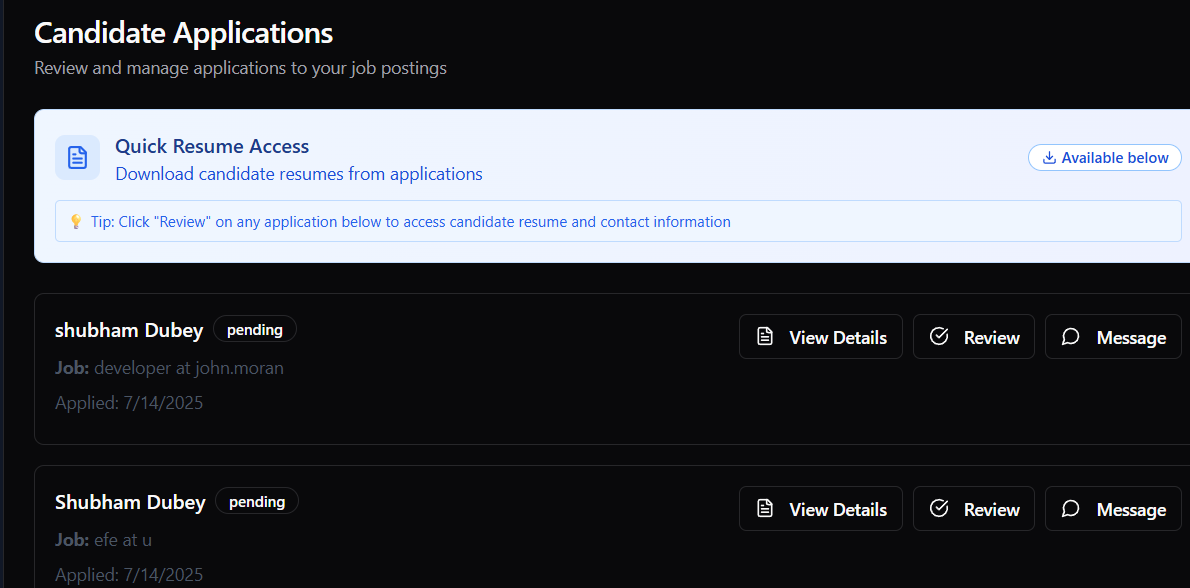 Candidate Applications
Review and manage applications to your job postings
Quick Resume Access
Download candidate resumes from applications
Available below
💡 Tip: Click "Review" on any application below to access candidate resume and contact information
shubham Dubey pending
View Details Review Message
Job: developer at john.moran
Applied: 7/14/2025
Shubham Dubey pending
View Details Review Message
Job: efe at u
Applied: 7/14/2025